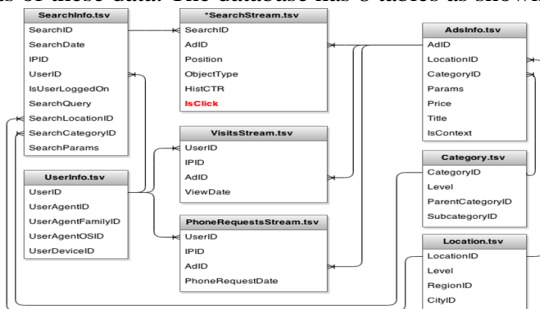 SearchInfo.tsv
SearchID
SearchDate
IPID
UserID
IsUserLoggedOn
SearchQuery
SearchLocationID
SearchCategoryID
SearchParams
UserInfo.tsv
UserID
UserAgentID
UserAgentFamilyID
UserAgentOSID
UserDeviceID
*SearchStream.tsv
SearchID
AdID
Position
ObjectType
HistCTR
IsClick
VisitsStream.tsv
UserID
IPID
AdID
ViewDate
PhoneRequestsStream.tsv
UserID
IPID
AdID
PhoneRequestDate
AdsInfo.tsv
AdID
LocationID
CategoryID
Params
Price
Title
IsContext
Category.tsv
CategoryID
Level
ParentCategoryID
SubcategoryID
Location.tsv
LocationID
Level
RegionID
CityID